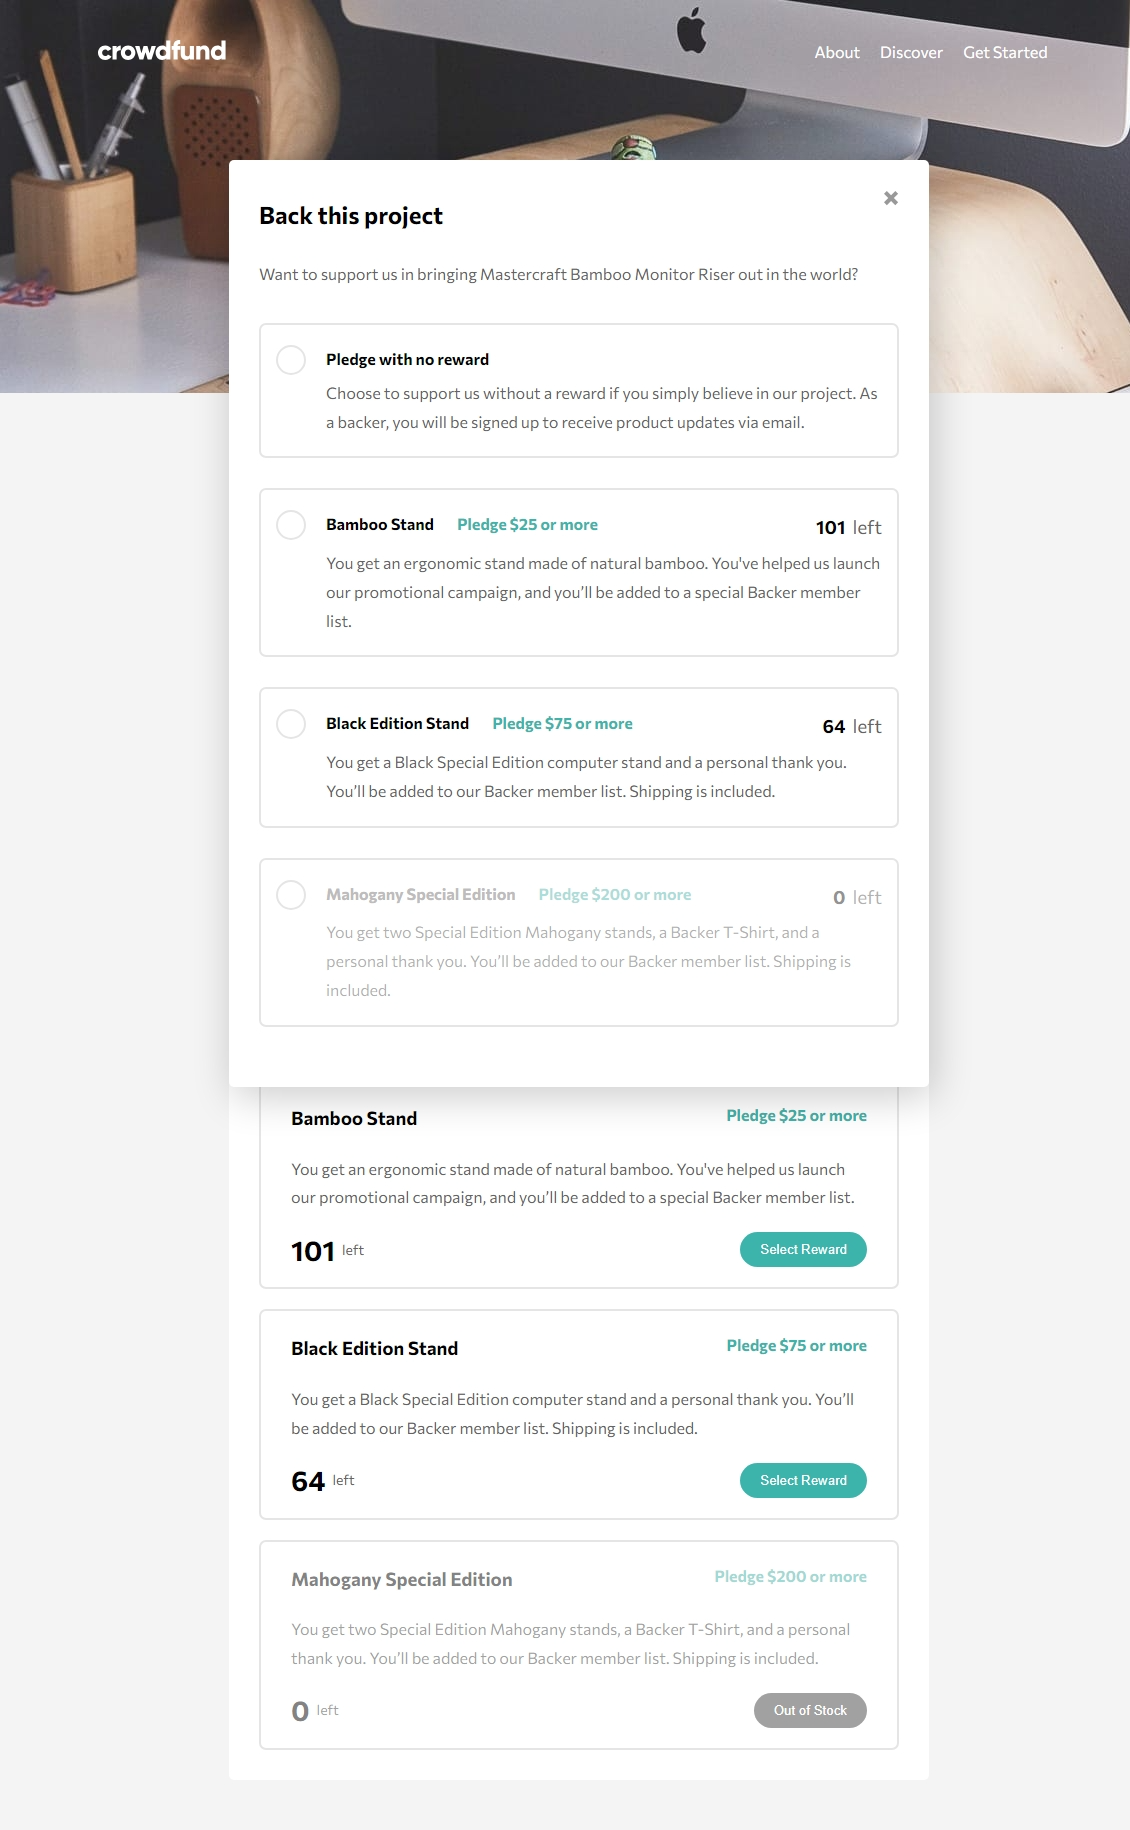 crowdfund
About Discover Get Started
Back this project
Want to support us in bringing Mastercraft Bamboo Monitor Riser out in the world?
Pledge with no reward
Choose to support us without a reward if you simply believe in our project. As
a backer, you will be signed up to receive product updates via email.
Bamboo Stand Pledge $25 or more 101 left
You get an ergonomic stand made of natural bamboo. You've helped us launch
our promotional campaign, and you’ll be added to a special Backer member
list.
Black Edition Stand Pledge $75 or more 64 left
You get a Black Special Edition computer stand and a personal thank you.
You’ll be added to our Backer member list. Shipping is included.
Mahogany Special Edition Pledge $200 or more 0 left
You get two Special Edition Mahogany stands, a Backer T-Shirt, and a
personal thank you. You’ll be added to our Backer member list. Shipping is
included.
Bamboo Stand Pledge $25 or more
You get an ergonomic stand made of natural bamboo. You've helped us launch
our promotional campaign, and you’ll be added to a special Backer member list.
101 left Select Reward
Black Edition Stand Pledge $75 or more
You get a Black Special Edition computer stand and a personal thank you. You’ll
be added to our Backer member list. Shipping is included.
64 left Select Reward
Mahogany Special Edition Pledge $200 or more
You get two Special Edition Mahogany stands, a Backer T-Shirt, and a personal
thank you. You’ll be added to our Backer member list. Shipping is included.
0 left Out of Stock